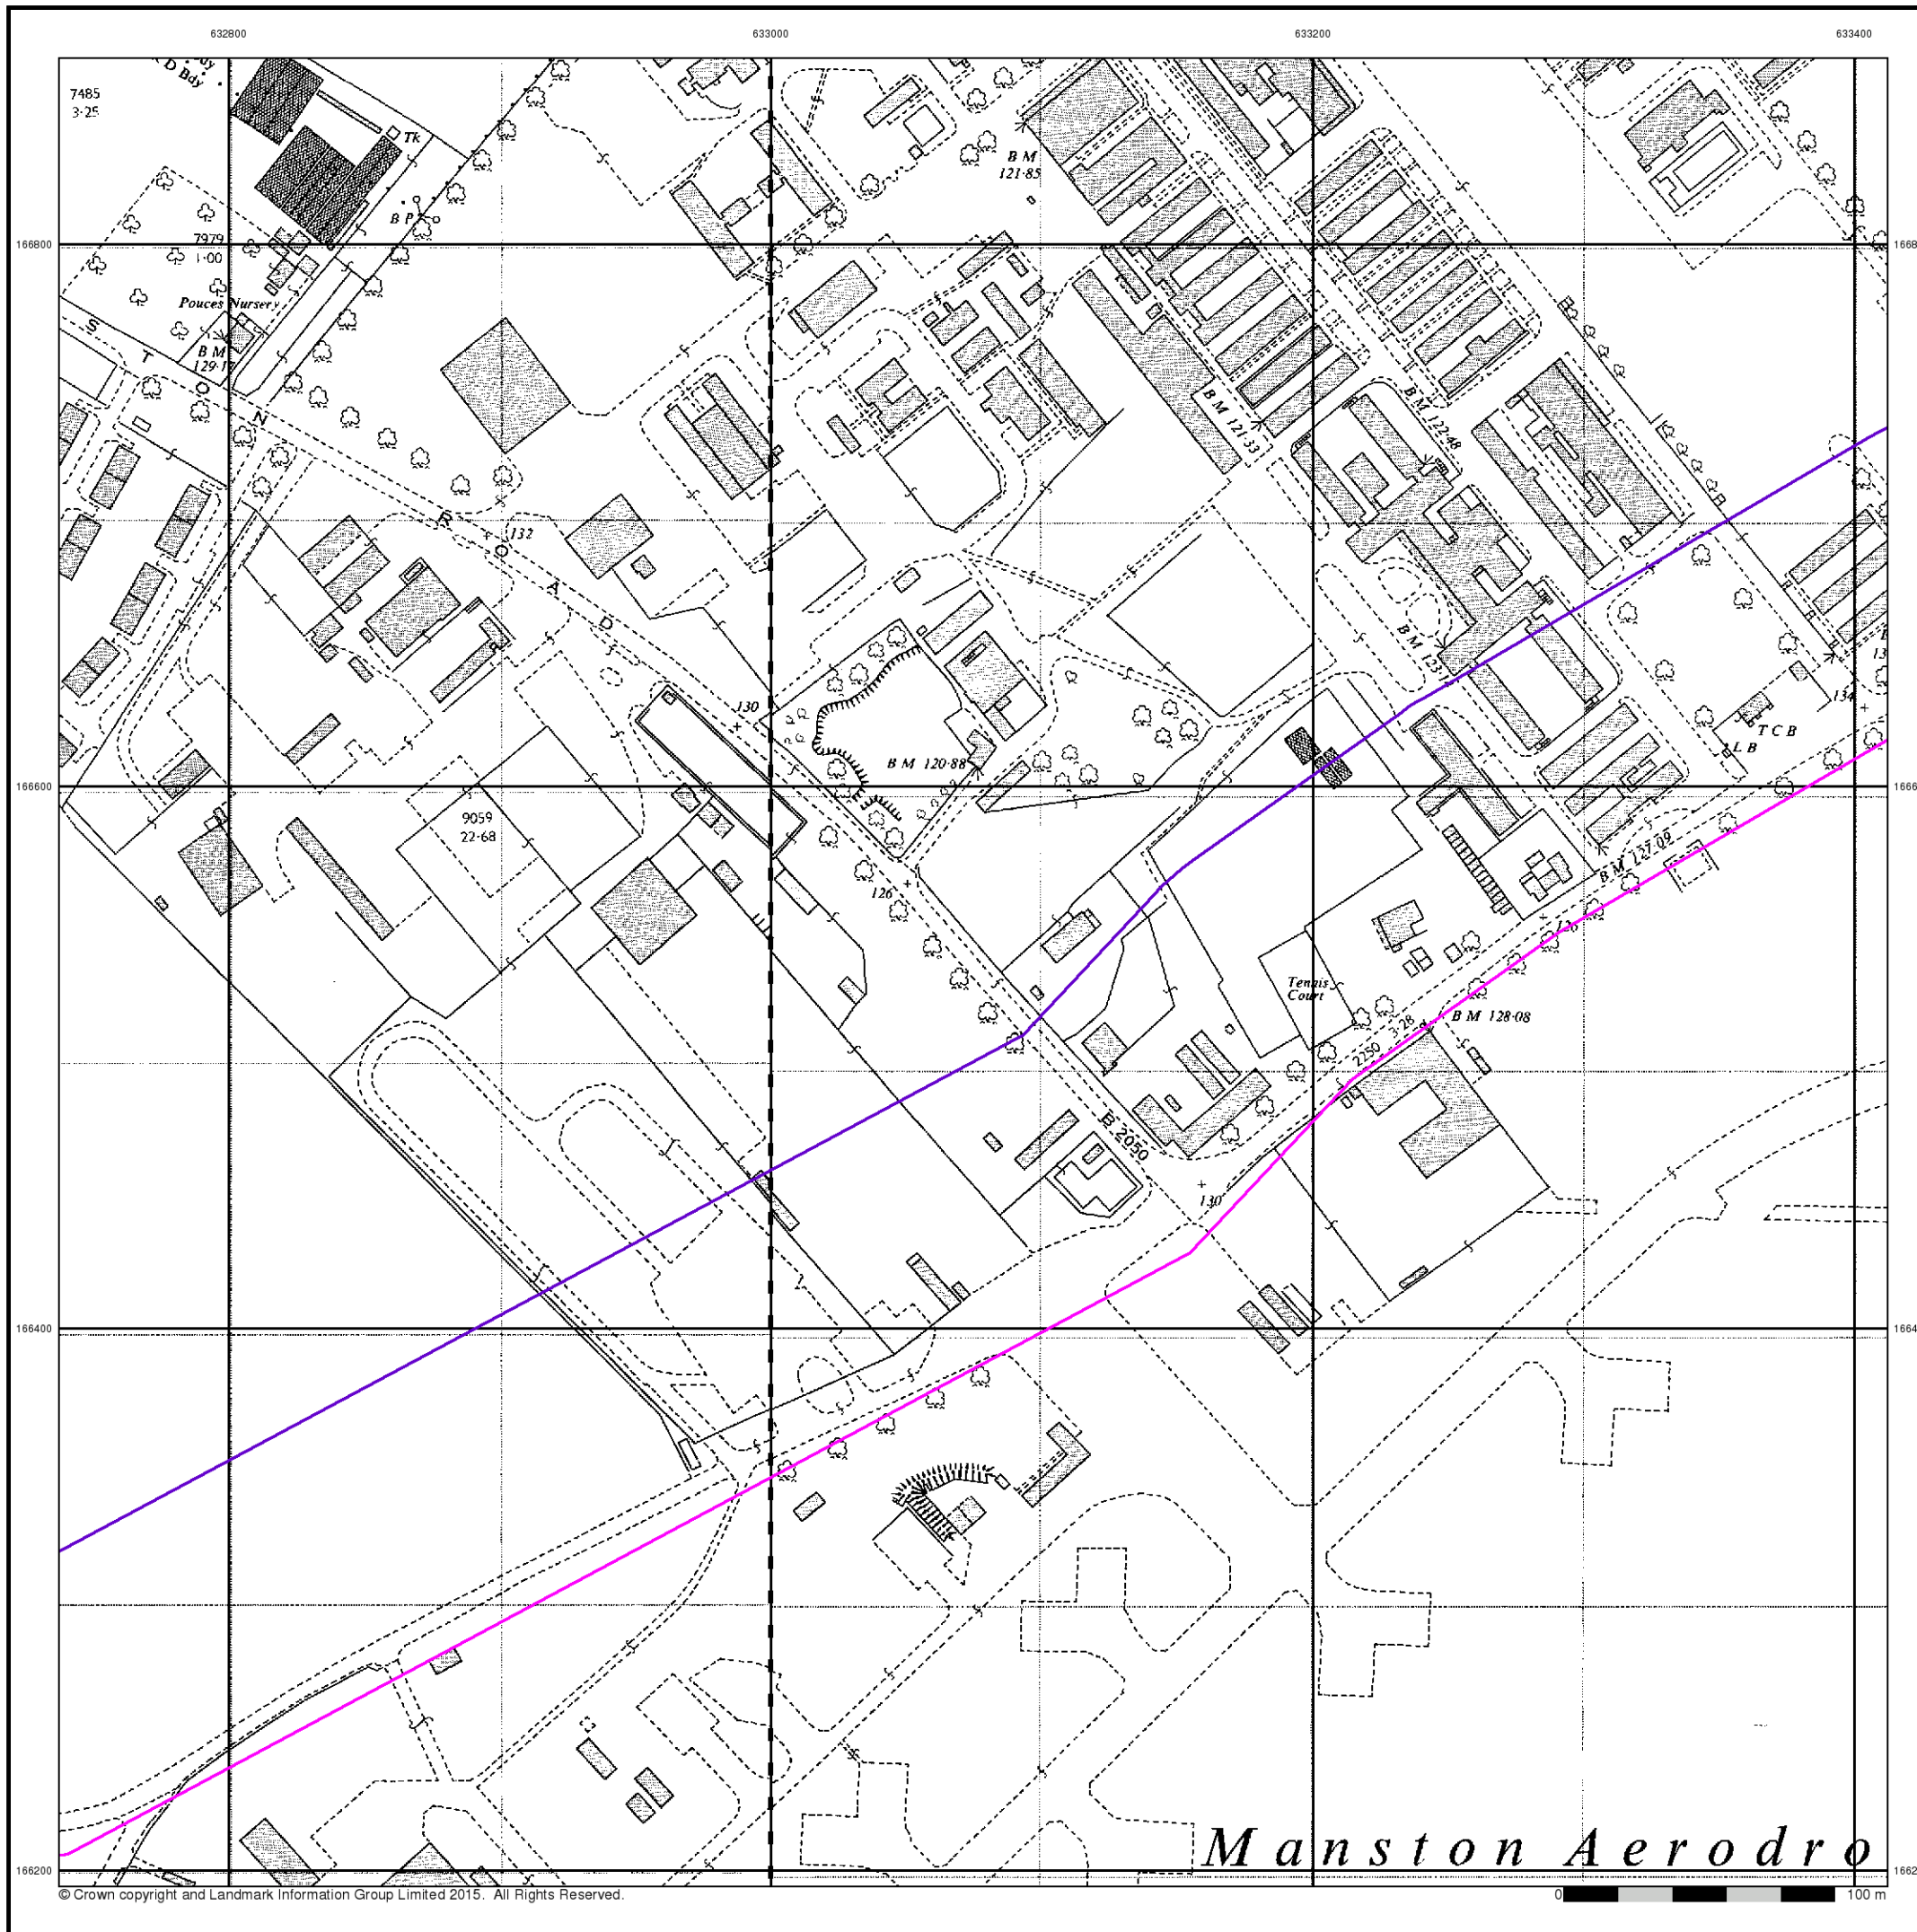 632800
633000
633200
633400
D Bdy
7485
3·25
Tk
B M
121·85
B P
166800
7979
1·00
Pouces Nursery
B M
129·17
S T O N R O A D
B M 121·33
B M 122·48
132
130
B M 120·88
134
T C B
L B
166600
9059
22·68
B M 127·09
126
126
Tennis
Court
3·28
2250
B M 128·08
B 2050
130
166400
Manston Aerodro
166200
© Crown copyright and Landmark Information Group Limited 2015. All Rights Reserved.
0
100 m